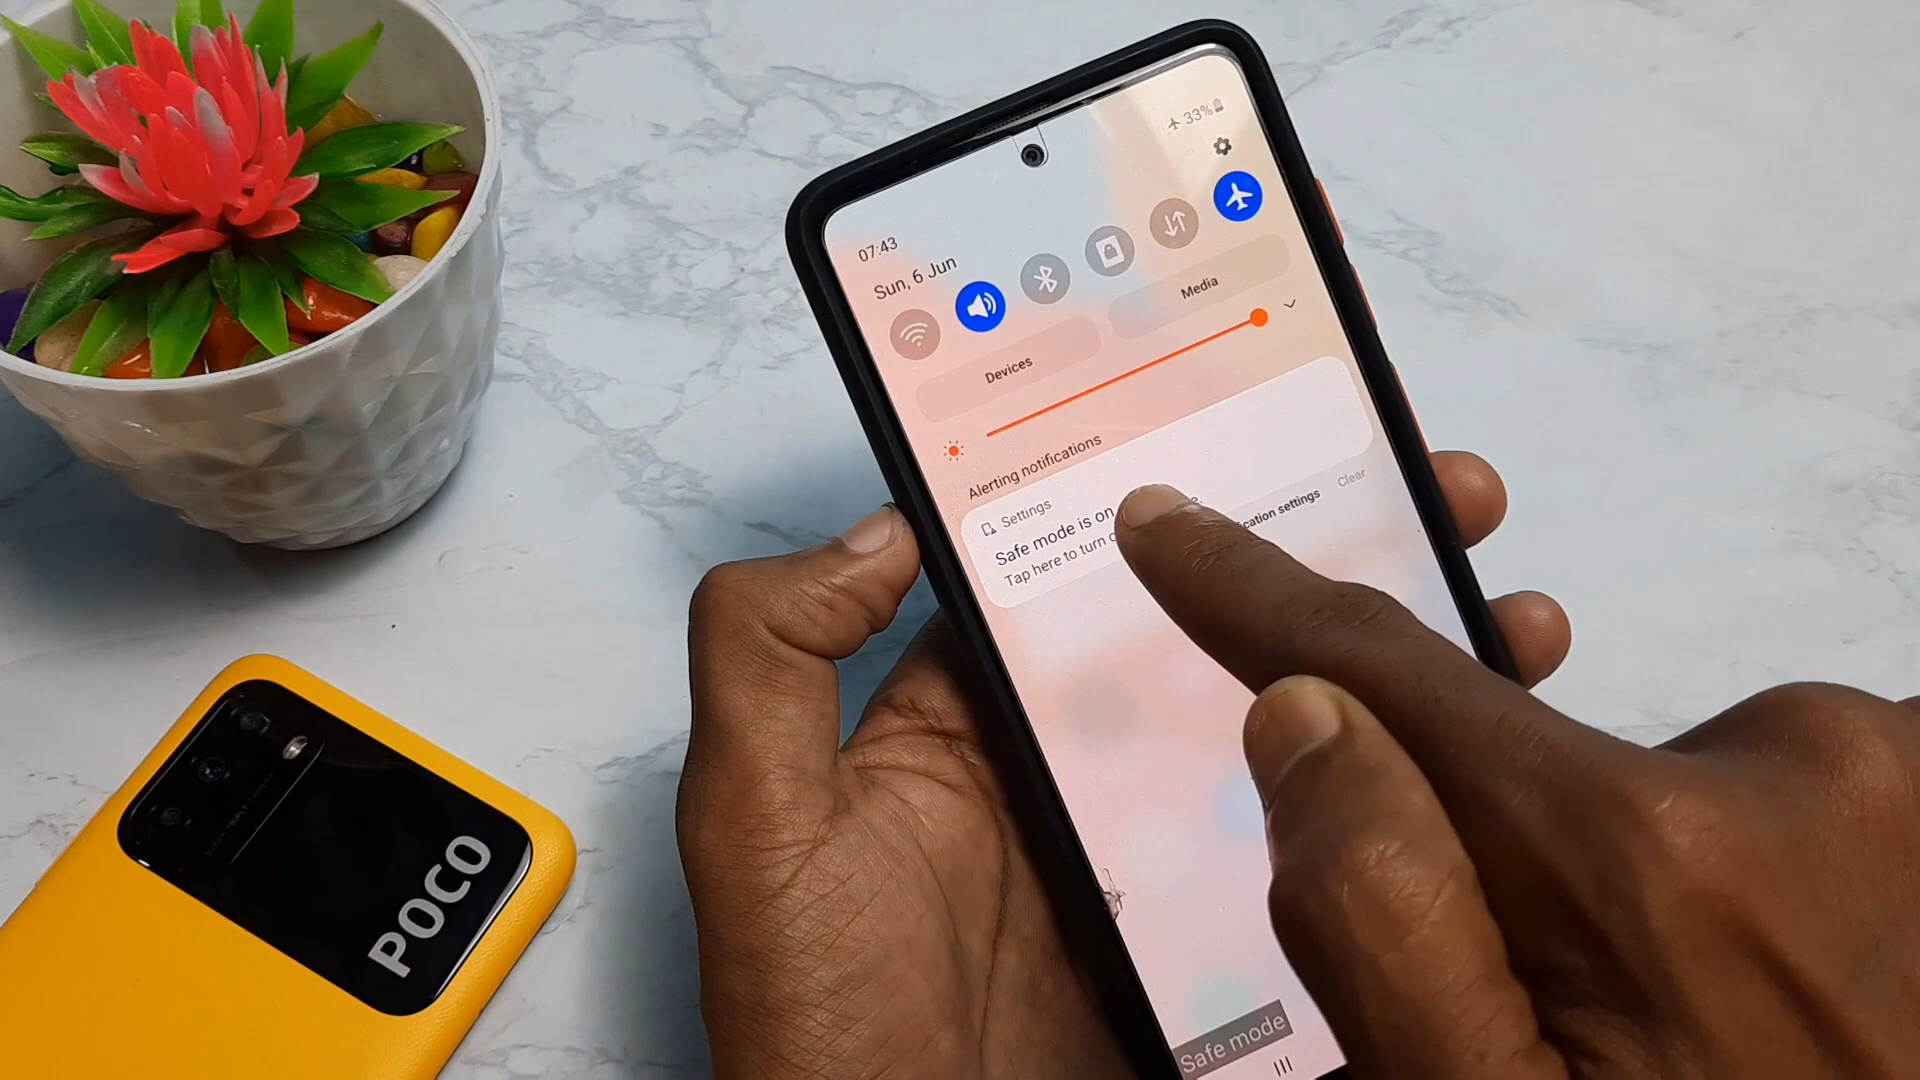 33%
07:43
Sun, 6 Jun
Media
Devices
Alerting notifications
Settings
Safe mode is on
Tap here to turn
settings
Clear
Safe mode
POCO